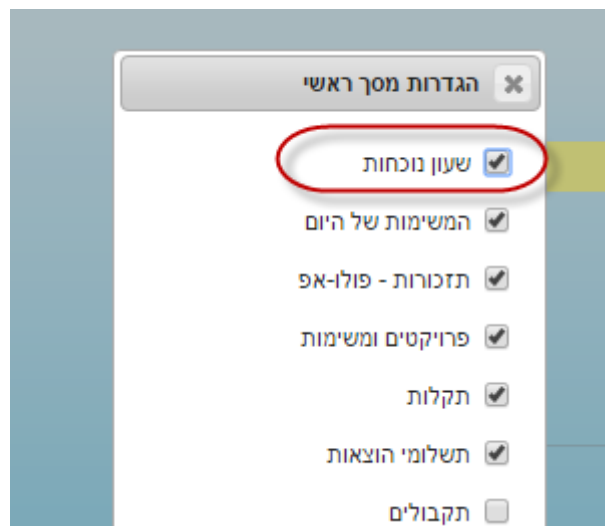 הגדרות מסך ראשי
שעון נוכחות
המשימות של היום
תזכורות - פולו-אפ
פרויקטים ומשימות
תקלות
תשלומי הוצאות
תקבולים